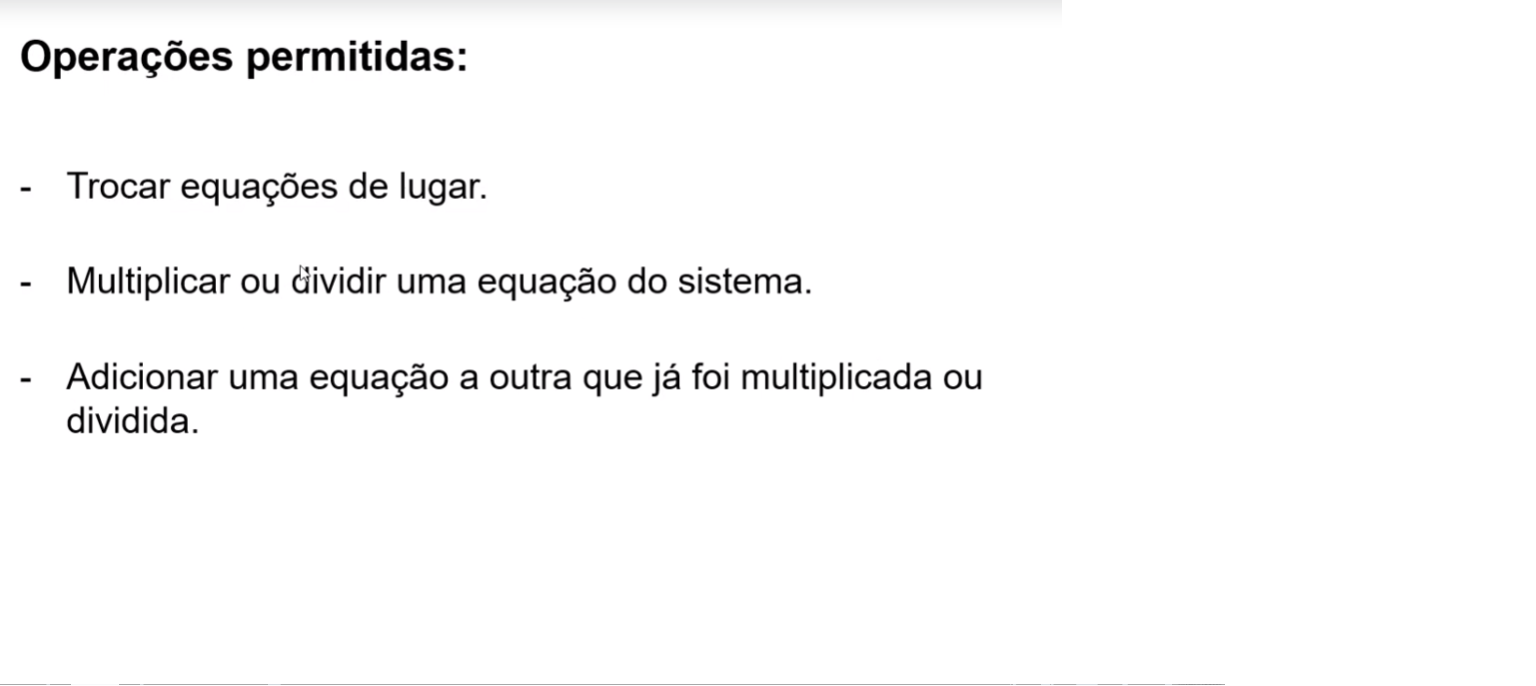 Operações permitidas:
- Trocar equações de lugar.
- Multiplicar ou dividir uma equação do sistema.
- Adicionar uma equação a outra que já foi multiplicada ou
dividida.